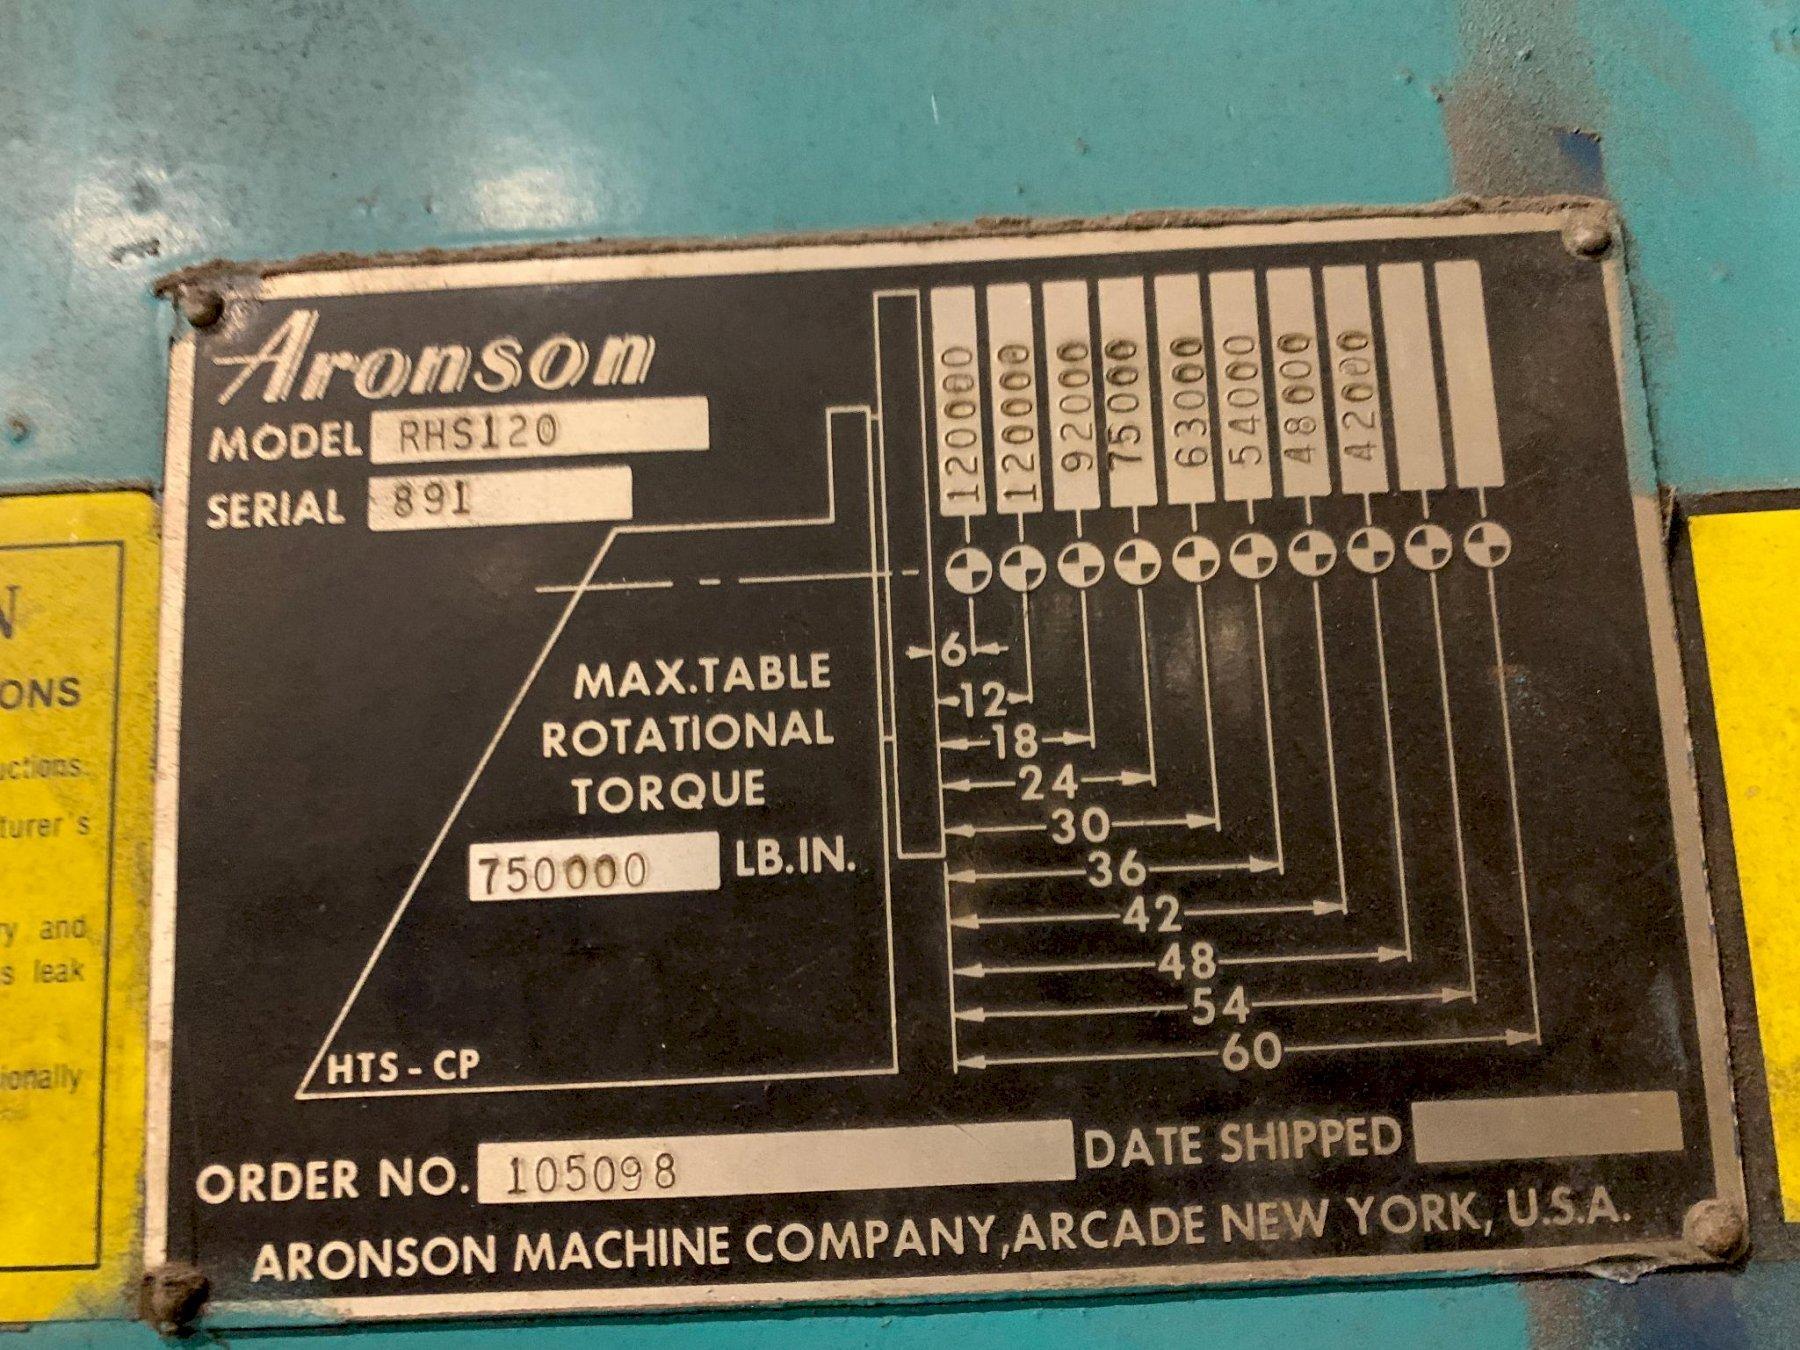 Aronson
MODEL RHS120
SERIAL 891
120000
120000
92000
75000
63000
54000
48000
42000
6
12
18
24
30
36
42
48
54
60
MAX.TABLE
ROTATIONAL
TORQUE
750000 LB.IN.
HTS-CP
ORDER NO. 105098 DATE SHIPPED
ARONSON MACHINE COMPANY, ARCADE NEW YORK, U.S.A.
N
ONS
uctions.
turer's
ry and
s leak
ionally